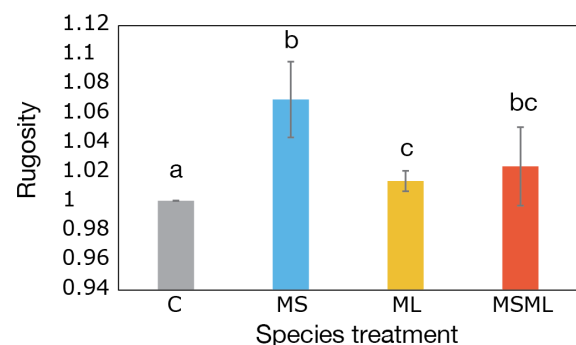 Rugosity
1.12
1.1
1.08
1.06
1.04
1.02
1
0.98
0.96
0.94
a
b
c
bc
C MS ML MSML
Species treatment